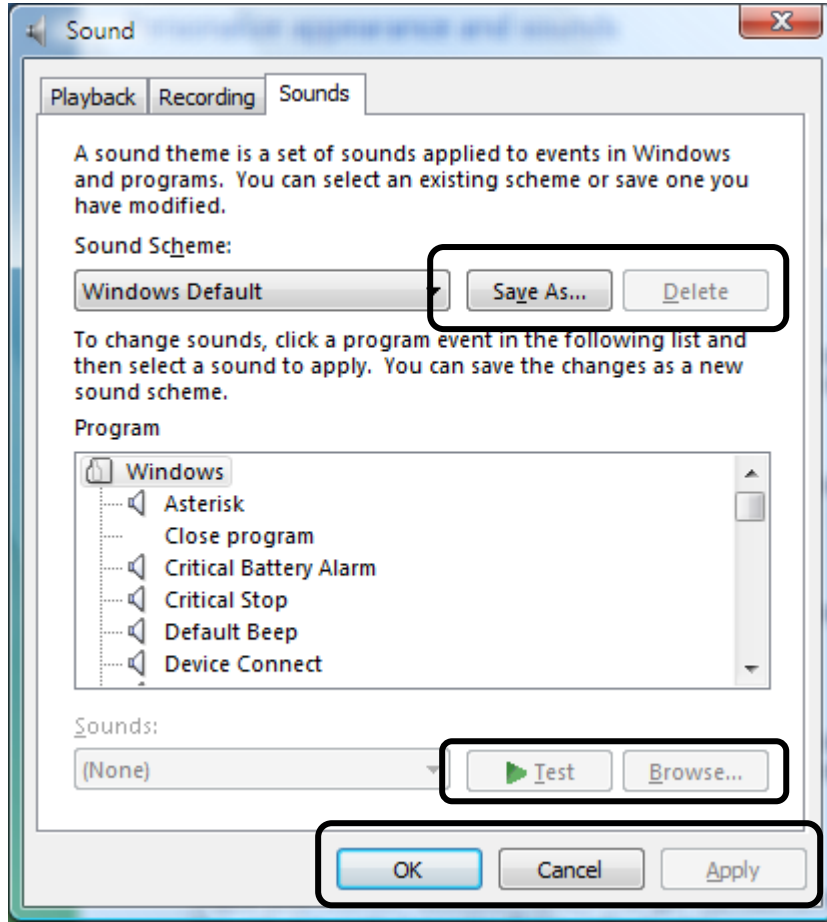 Sound
Playback Recording Sounds
A sound theme is a set of sounds applied to events in Windows
and programs. You can select an existing scheme or save one you
have modified.
Sound Scheme:
Windows Default Save As... Delete
To change sounds, click a program event in the following list and
then select a sound to apply. You can save the changes as a new
sound scheme.
Program
Windows
Asterisk
Close program
Critical Battery Alarm
Critical Stop
Default Beep
Device Connect
Sounds:
(None) Test Browse...
OK Cancel Apply